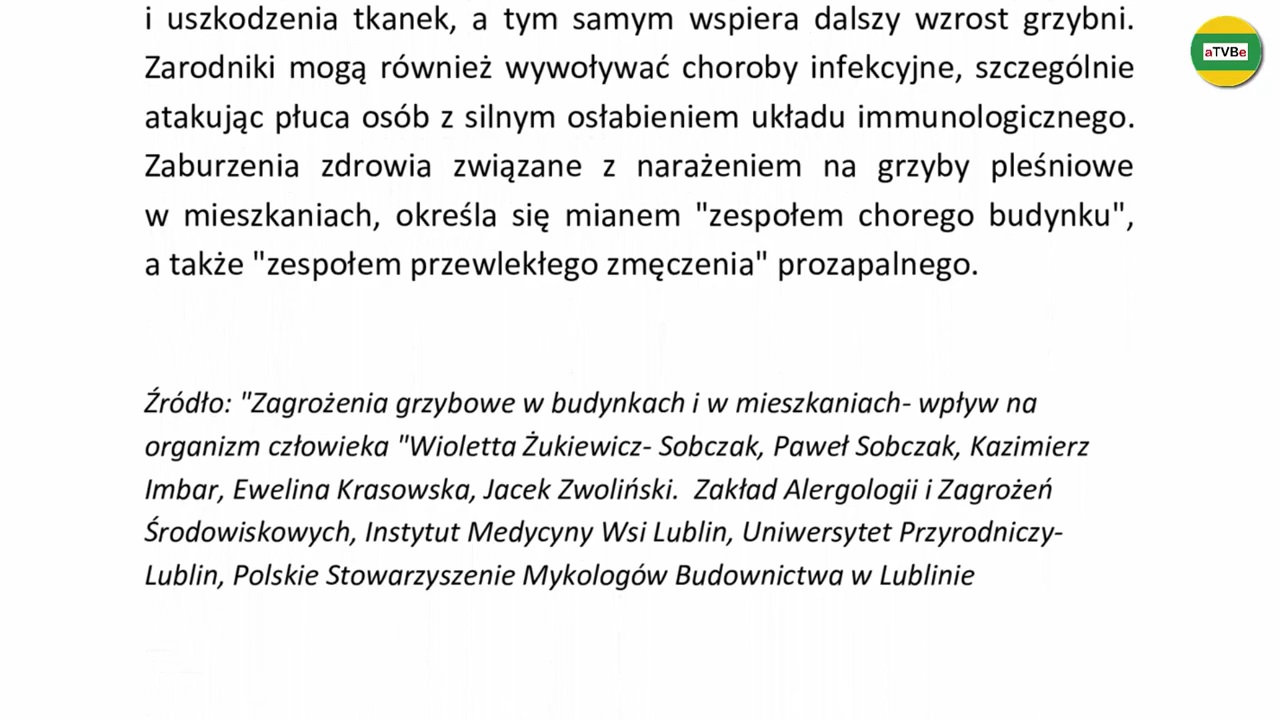 i uszkodzenia tkanek, a tym samym wspiera dalszy wzrost grzybni.
Zarodniki mogą również wywoływać choroby infekcyjne, szczególnie
atakując płuca osób z silnym osłabieniem układu immunologicznego.
Zaburzenia zdrowia związane z narażeniem na grzyby pleśniowe
w mieszkaniach, określa się mianem "zespołem chorego budynku",
a także "zespołem przewlekłego zmęczenia" prozapalnego.
Źródło: "Zagrożenia grzybowe w budynkach i w mieszkaniach- wpływ na
organizm człowieka "Wioletta Żukiewicz- Sobczak, Paweł Sobczak, Kazimierz
Imbar, Ewelina Krasowska, Jacek Zwoliński.  Zakład Alergologii i Zagrożeń
Środowiskowych, Instytut Medycyny Wsi Lublin, Uniwersytet Przyrodniczy-
Lublin, Polskie Stowarzyszenie Mykologów Budownictwa w Lublinie
aTVBe